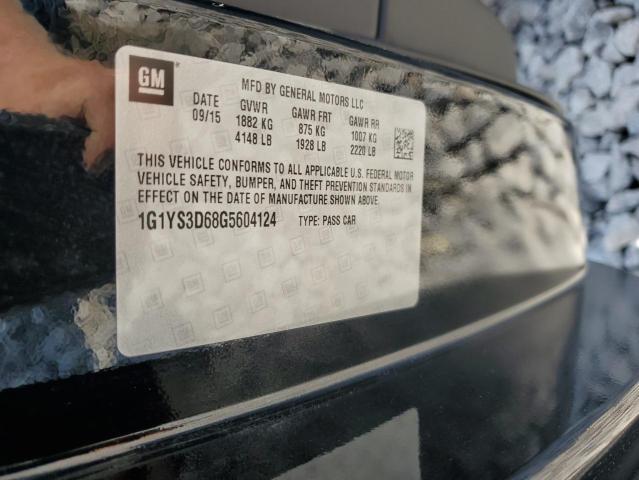 GM
MFD BY GENERAL MOTORS LLC
DATE GVWR GAWR FRT GAWR RR
09/15 1882 KG 875 KG 1007 KG
4148 LB 1928 LB 2220 LB
THIS VEHICLE CONFORMS TO ALL APPLICABLE U.S. FEDERAL MOTOR
VEHICLE SAFETY, BUMPER, AND THEFT PREVENTION STANDARDS IN
EFFECT ON THE DATE OF MANUFACTURE SHOWN ABOVE.
1G1YS3D68G5604124 TYPE: PASS CAR